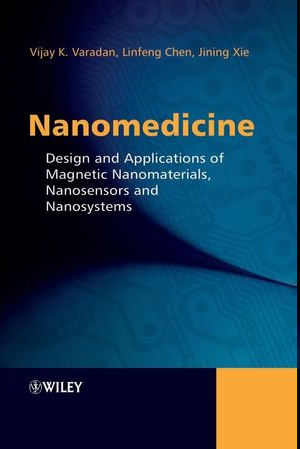 Vijay K. Varadan, Linfeng Chen, Jining Xie
Nanomedicine
Design and Applications of
Magnetic Nanomaterials,
Nanosensors and
Nanosystems
WILEY